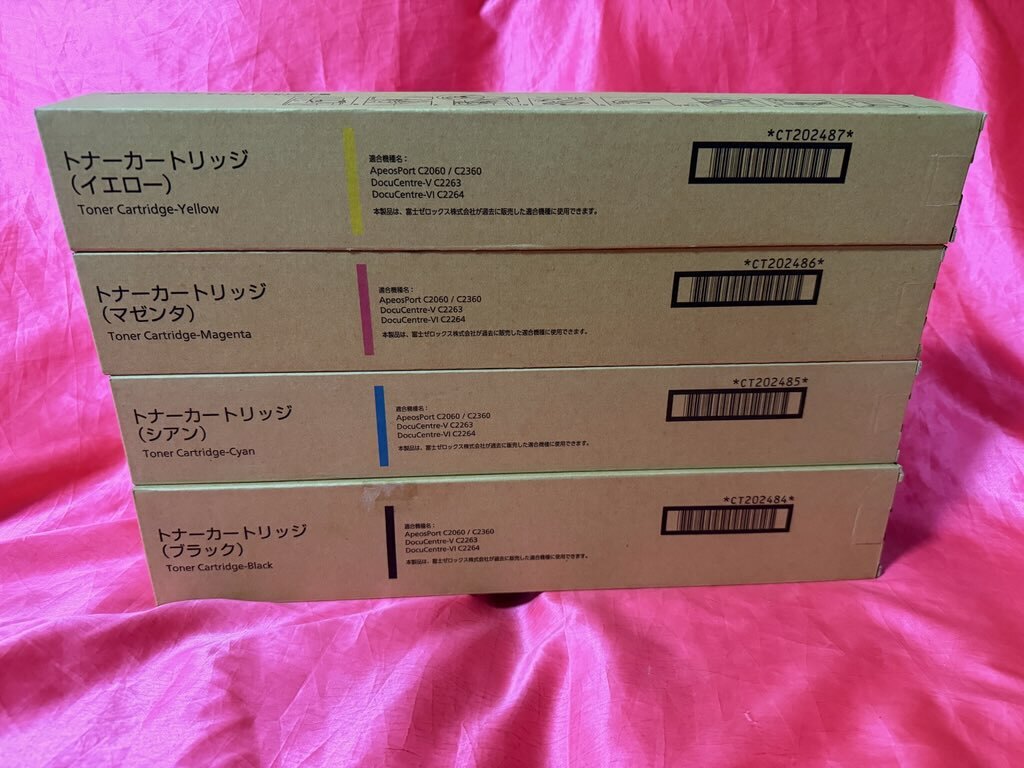 トナーカートリッジ
（イエロー）
Toner Cartridge-Yellow
適合機種名：
ApeosPort C2060 / C2360
DocuCentre-V C2263
DocuCentre-VI C2264
本製品は、富士ゼロックス株式会社が過去に販売した適合機種に使用できます。
*CT202487*
トナーカートリッジ
（マゼンタ）
Toner Cartridge-Magenta
適合機種名：
ApeosPort C2060 / C2360
DocuCentre-V C2263
DocuCentre-VI C2264
本製品は、富士ゼロックス株式会社が過去に販売した適合機種に使用できます。
*CT202486*
トナーカートリッジ
（シアン）
Toner Cartridge-Cyan
適合機種名：
ApeosPort C2060 / C2360
DocuCentre-V C2263
DocuCentre-VI C2264
本製品は、富士ゼロックス株式会社が過去に販売した適合機種に使用できます。
*CT202485*
トナーカートリッジ
（ブラック）
Toner Cartridge-Black
適合機種名：
ApeosPort C2060 / C2360
DocuCentre-V C2263
DocuCentre-VI C2264
本製品は、富士ゼロックス株式会社が過去に販売した適合機種に使用できます。
*CT202484*